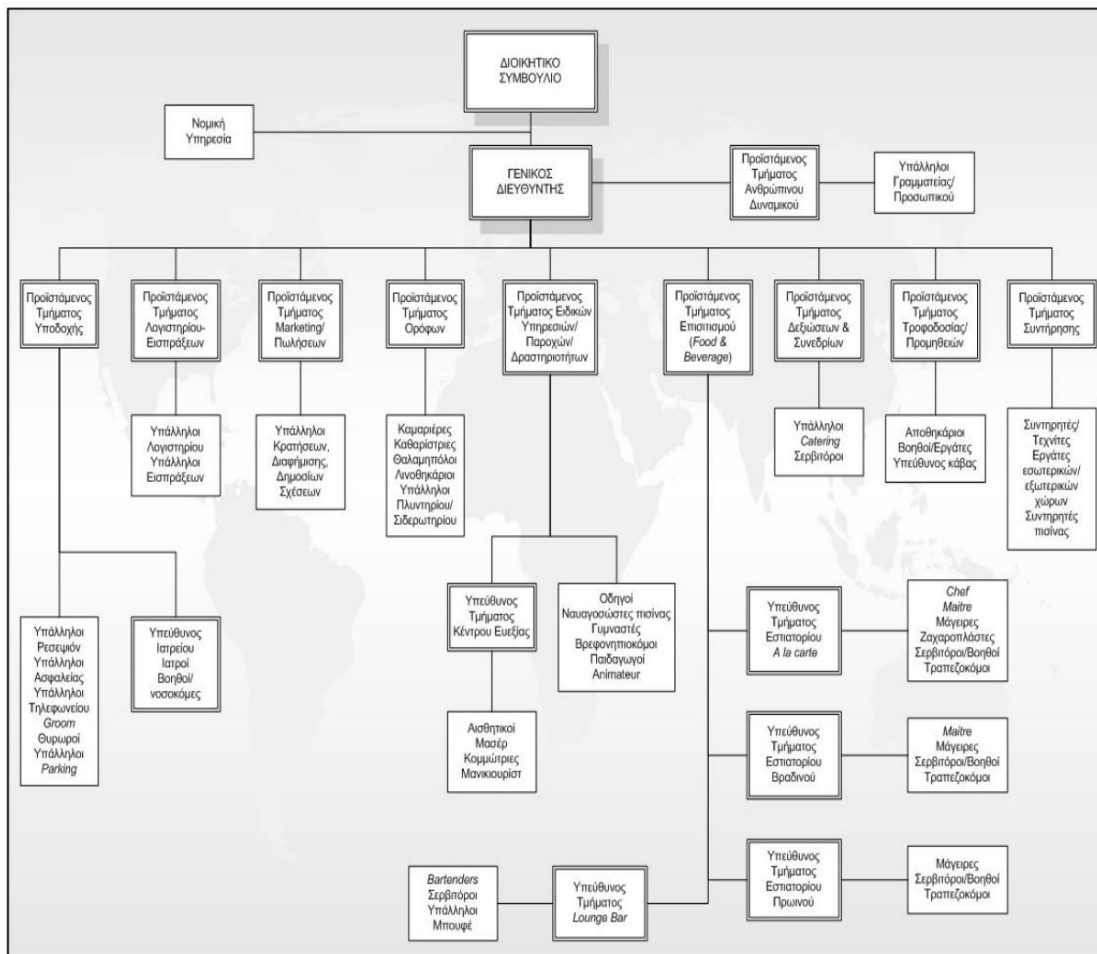 ΔΙΟΙΚΗΤΙΚΟ
ΣΥΜΒΟΥΛΙΟ
Νομική
Υπηρεσία
ΓΕΝΙΚΟΣ
ΔΙΕΥΘΥΝΤΗΣ
Προϊστάμενος
Τμήματος
Ανθρώπινου
Δυναμικού
Υπάλληλοι
Γραμματείας/
Προσωπικού
Προϊστάμενος
Τμήματος
Υποδοχής
Προϊστάμενος
Τμήματος
Λογιστηρίου-
Εισπράξεων
Προϊστάμενος
Τμήματος
Marketing/
Πωλήσεων
Προϊστάμενος
Τμήματος
Ορόφων
Προϊστάμενος
Τμήματος Ειδικών
Υπηρεσιών/
Παροχών/
Δραστηριοτήτων
Προϊστάμενος
Τμήματος
Επισιτισμού
(Food &
Beverage)
Προϊστάμενος
Τμήματος
Δεξιώσεων &
Συνεδρίων
Προϊστάμενος
Τμήματος
Τροφοδοσίας/
Προμηθειών
Προϊστάμενος
Τμήματος
Συντήρησης
Υπάλληλοι
Λογιστηρίου
Υπάλληλοι
Εισπράξεων
Υπάλληλοι
Κρατήσεων,
Διαφήμισης,
Δημοσίων
Σχέσεων
Καμαριέρες
Καθαρίστριες
Θαλαμηπόλοι
Λινοθηκάριοι
Υπάλληλοι
Πλυντηρίου/
Σιδερωτηρίου
Υπάλληλοι
Catering
Σερβιτόροι
Αποθηκάριοι
Βοηθοί/Εργάτες
Υπεύθυνος κάβας
Συντηρητές/
Τεχνίτες
Εργάτες
εσωτερικών/
εξωτερικών
χώρων
Συντηρητές
πισίνας
Υπάλληλοι
Ρεσεψιόν
Υπάλληλοι
Ασφαλείας
Υπάλληλοι
Τηλεφωνείου
Groom
Θυρωροί
Υπάλληλοι
Parking
Υπεύθυνος
Ιατρείου
Ιατροί
Βοηθοί/
νοσοκόμες
Υπεύθυνος
Τμήματος
Κέντρου Ευεξίας
Οδηγοί
Ναυαγοσώστες πισίνας
Γυμναστές
Βρεφονηπιοκόμοι
Παιδαγωγοί
Animateur
Αισθητικοί
Μασέρ
Κομμώτριες
Μανικιουρίστ
Υπεύθυνος
Τμήματος
Εστιατορίου
A la carte
Chef
Maitre
Μάγειρες
Ζαχαροπλάστες
Σερβιτόροι/Βοηθοί
Τραπεζοκόμοι
Υπεύθυνος
Τμήματος
Εστιατορίου
Βραδινού
Maitre
Μάγειρες
Σερβιτόροι/Βοηθοί
Τραπεζοκόμοι
Υπεύθυνος
Τμήματος
Εστιατορίου
Πρωινού
Μάγειρες
Σερβιτόροι/Βοηθοί
Τραπεζοκόμοι
Bartenders
Σερβιτόροι
Υπάλληλοι
Μπουφέ
Υπεύθυνος
Τμήματος
Lounge Bar